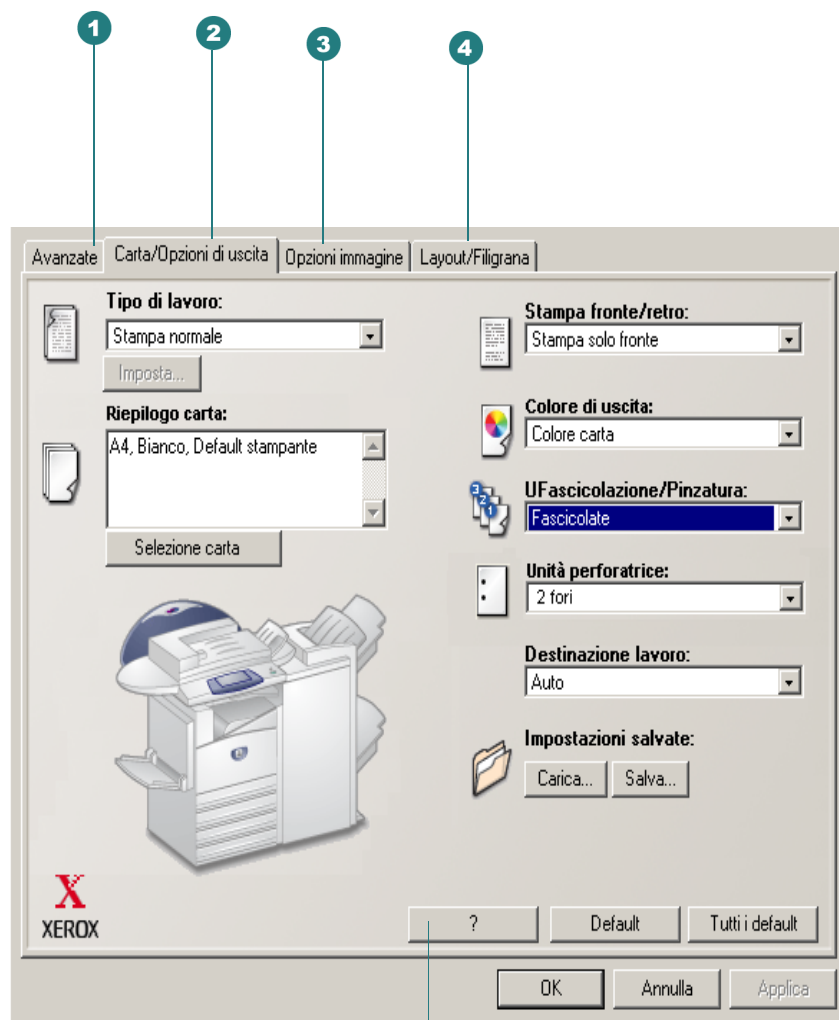 1
2
3
4
Avanzate
Carta/Opzioni di uscita
Opzioni immagine
Layout/Filigrana
Tipo di lavoro:
Stampa normale
Imposta...
Riepilogo carta:
A4, Bianco, Default stampante
Selezione carta
Stampa fronte/retro:
Stampa solo fronte
Colore di uscita:
Colore carta
3
2
1
UFascicolazione/Pinzatura:
Fascicolate
Unità perforatrice:
2 fori
Destinazione lavoro:
Auto
Impostazioni salvate:
Carica...
Salva...
X
XEROX
?
Default
Tutti i default
OK
Annulla
Applica